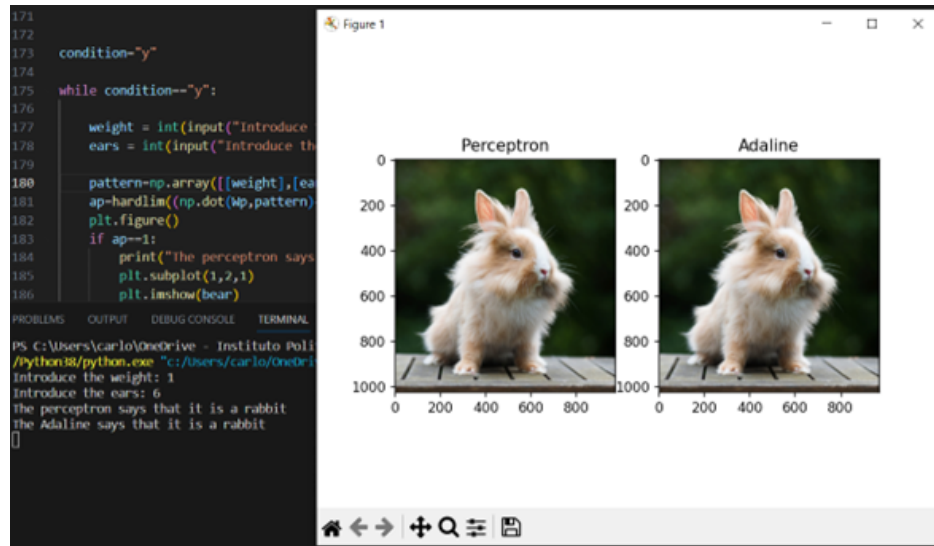 171
172
173 condition="y"
174
175 while condition=="y":
176
177 weight = int(input("Introduce
178 ears = int(input("Introduce th
179
180 pattern=np.array([[weight],[ea
181 ap=hardlim((np.dot(Wp,pattern)
182 plt.figure()
183 if ap==1:
184 print("The perceptron says
185 plt.subplot(1,2,1)
186 plt.imshow(bear)
PROBLEMS OUTPUT DEBUG CONSOLE TERMINAL
PS C:\Users\carlo\OneDrive - Instituto Poli
/Python38/python.exe "c:/Users/carlo/OneDri
Introduce the weight: 1
Introduce the ears: 6
The perceptron says that it is a rabbit
The Adaline says that it is a rabbit
Figure 1
Perceptron
0
200
400
600
800
1000
0 200 400 600 800
Adaline
0
200
400
600
800
1000
0 200 400 600 800